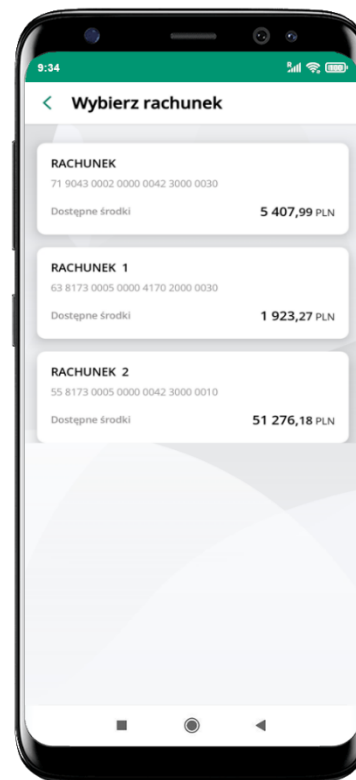 9:34
Wybierz rachunek
RACHUNEK
71 9043 0002 0000 0042 3000 0030
Dostępne środki 5 407,99 PLN
RACHUNEK 1
63 8173 0005 0000 4170 2000 0030
Dostępne środki 1 923,27 PLN
RACHUNEK 2
55 8173 0005 0000 0042 3000 0010
Dostępne środki 51 276,18 PLN